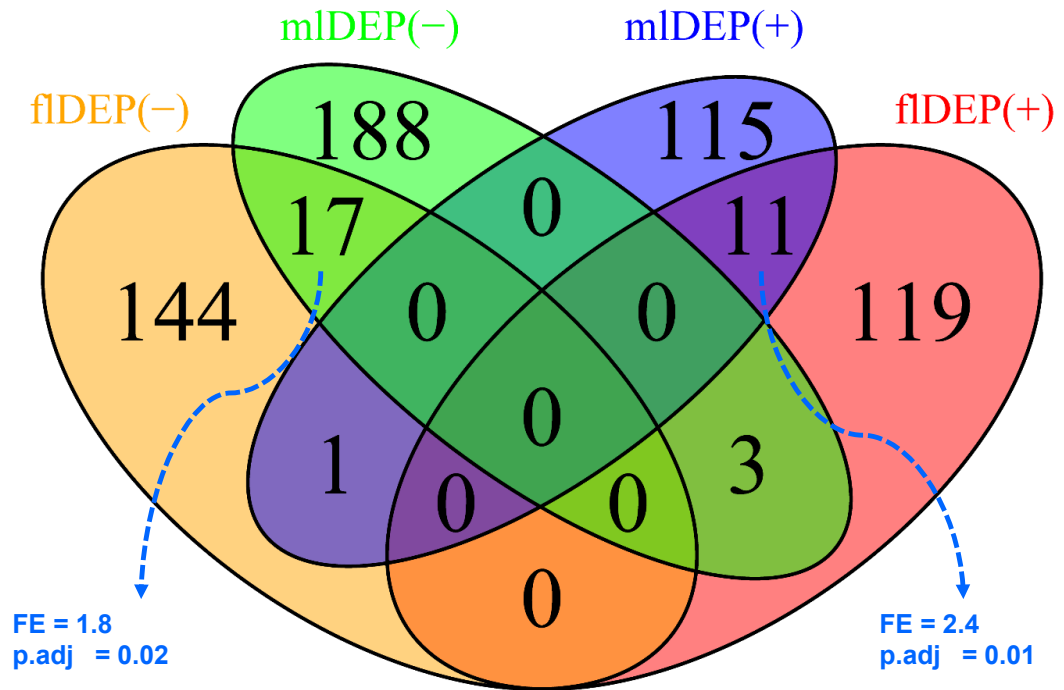 mlDEP(−) mlDEP(+)
flDEP(−) flDEP(+)
188 115
17 0 11
144 0 0 119
0
1 3
0 0
0
FE = 1.8 FE = 2.4
p.adj = 0.02 p.adj = 0.01